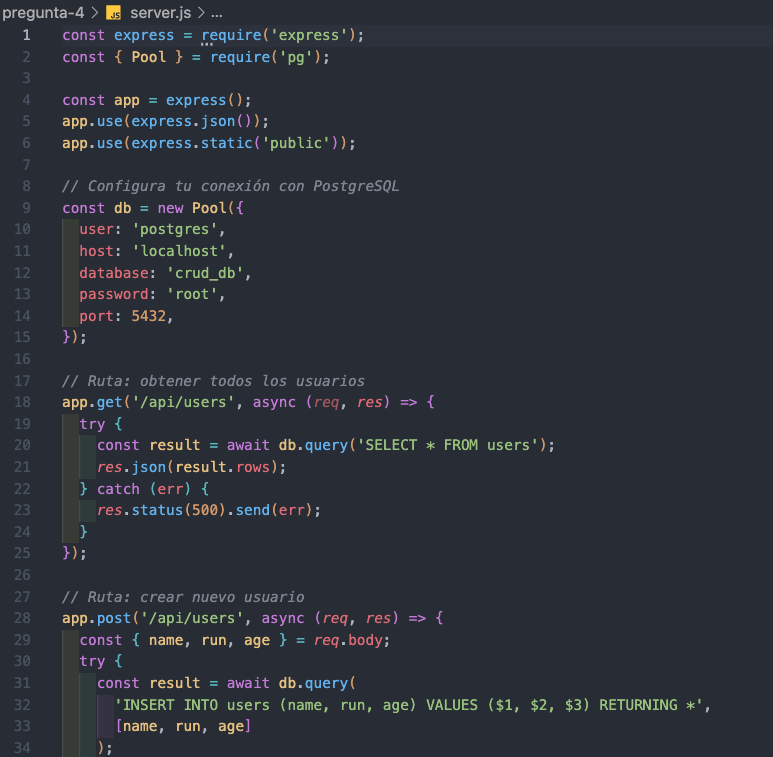 pregunta-4 > JS server.js > ...
1 const express = require('express');
2 const { Pool } = require('pg');
3
4 const app = express();
5 app.use(express.json());
6 app.use(express.static('public'));
7
8 // Configura tu conexión con PostgreSQL
9 const db = new Pool({
10 user: 'postgres',
11 host: 'localhost',
12 database: 'crud_db',
13 password: 'root',
14 port: 5432,
15 });
16
17 // Ruta: obtener todos los usuarios
18 app.get('/api/users', async (req, res) => {
19 try {
20 const result = await db.query('SELECT * FROM users');
21 res.json(result.rows);
22 } catch (err) {
23 res.status(500).send(err);
24 }
25 });
26
27 // Ruta: crear nuevo usuario
28 app.post('/api/users', async (req, res) => {
29 const { name, run, age } = req.body;
30 try {
31 const result = await db.query(
32 'INSERT INTO users (name, run, age) VALUES ($1, $2, $3) RETURNING *',
33 [name, run, age]
34 );